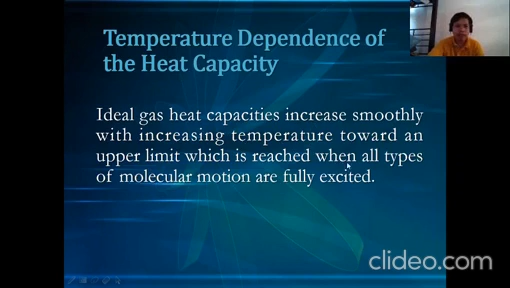 Temperature Dependence of
the Heat Capacity
Ideal gas heat capacities increase smoothly
with increasing temperature toward an
upper limit which is reached when all types
of molecular motion are fully excited.
clideo.com